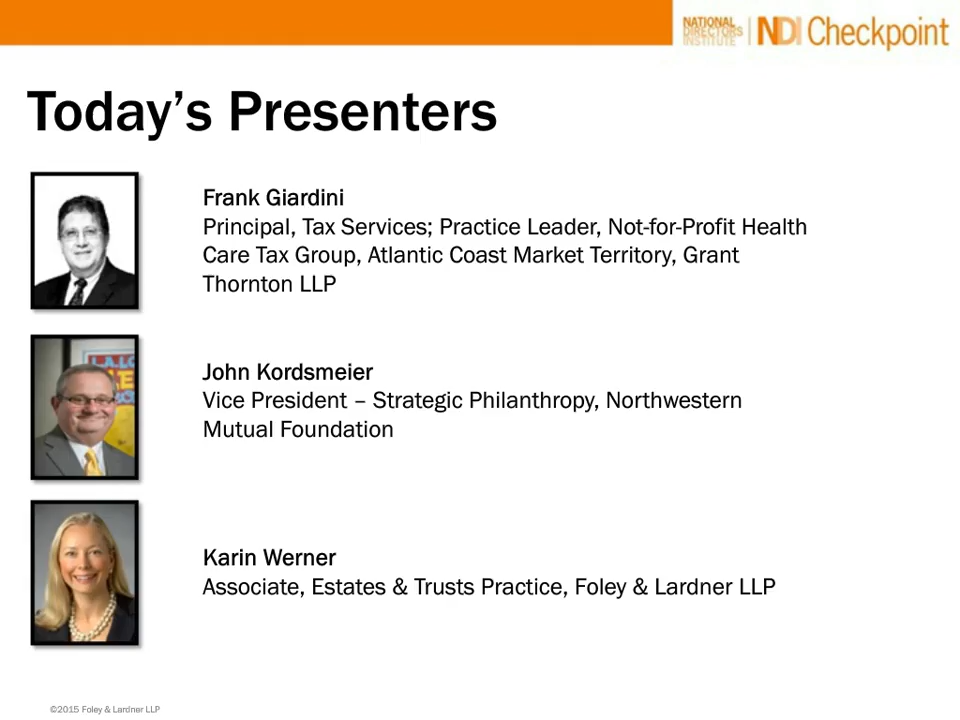 NATIONAL
DIRECTORS
INSTITUTE
NDI Checkpoint
Today's Presenters
Frank Giardini
Principal, Tax Services; Practice Leader, Not-for-Profit Health
Care Tax Group, Atlantic Coast Market Territory, Grant
Thornton LLP
John Kordsmeier
Vice President – Strategic Philanthropy, Northwestern
Mutual Foundation
Karin Werner
Associate, Estates & Trusts Practice, Foley & Lardner LLP
©2015 Foley & Lardner LLP